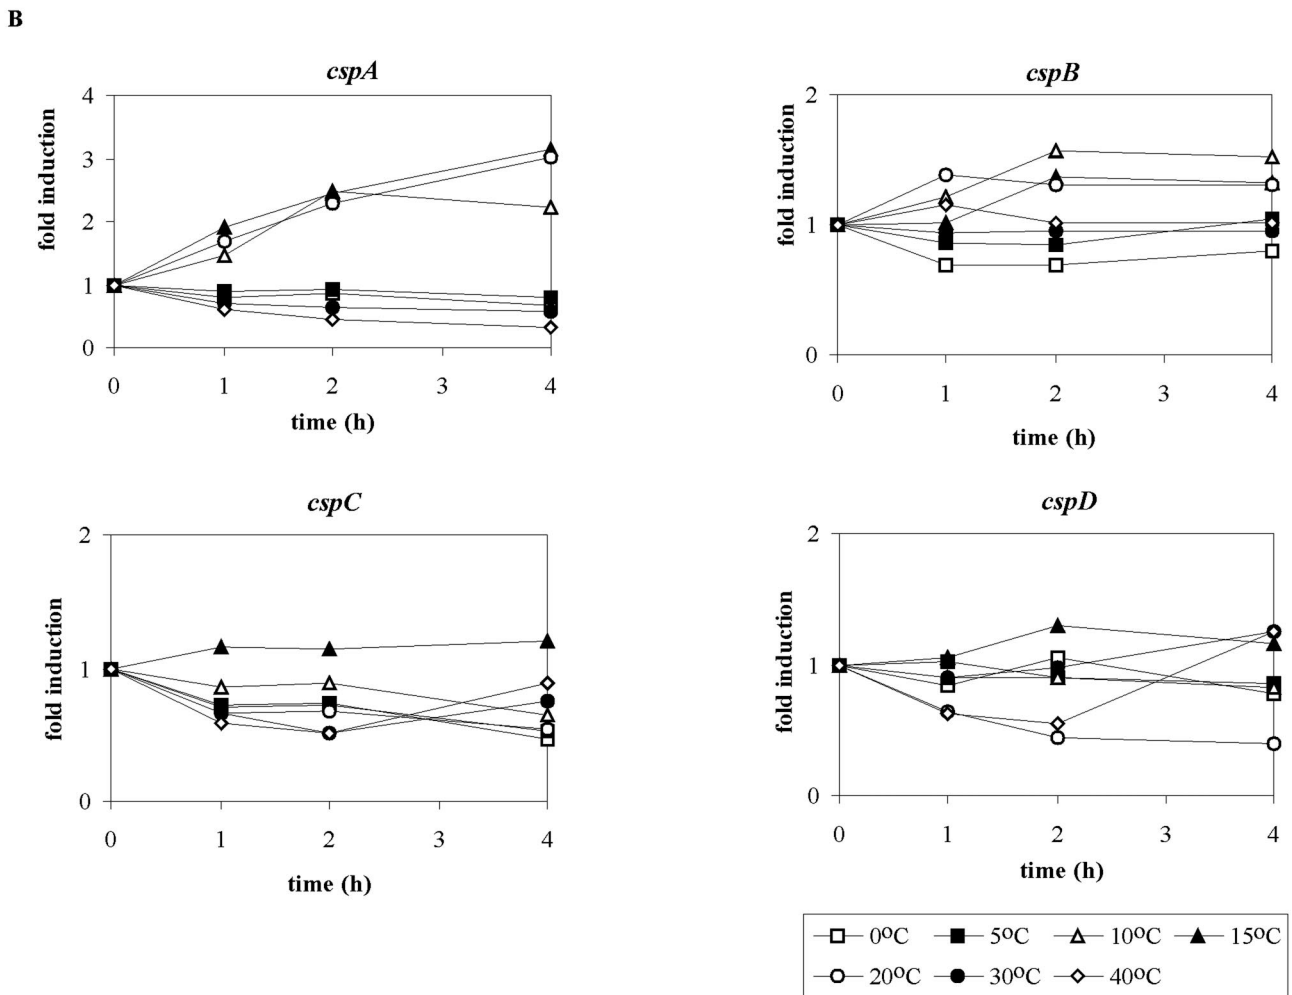 B
cspA
4
3
2
1
0
fold induction
0 1 2 3 4
time (h)
cspB
2
1
0
fold induction
0 1 2 3 4
time (h)
cspC
2
1
0
fold induction
0 1 2 3 4
time (h)
cspD
2
1
0
fold induction
0 1 2 3 4
time (h)
0ºC 5ºC 10ºC 15ºC
20ºC 30ºC 40ºC